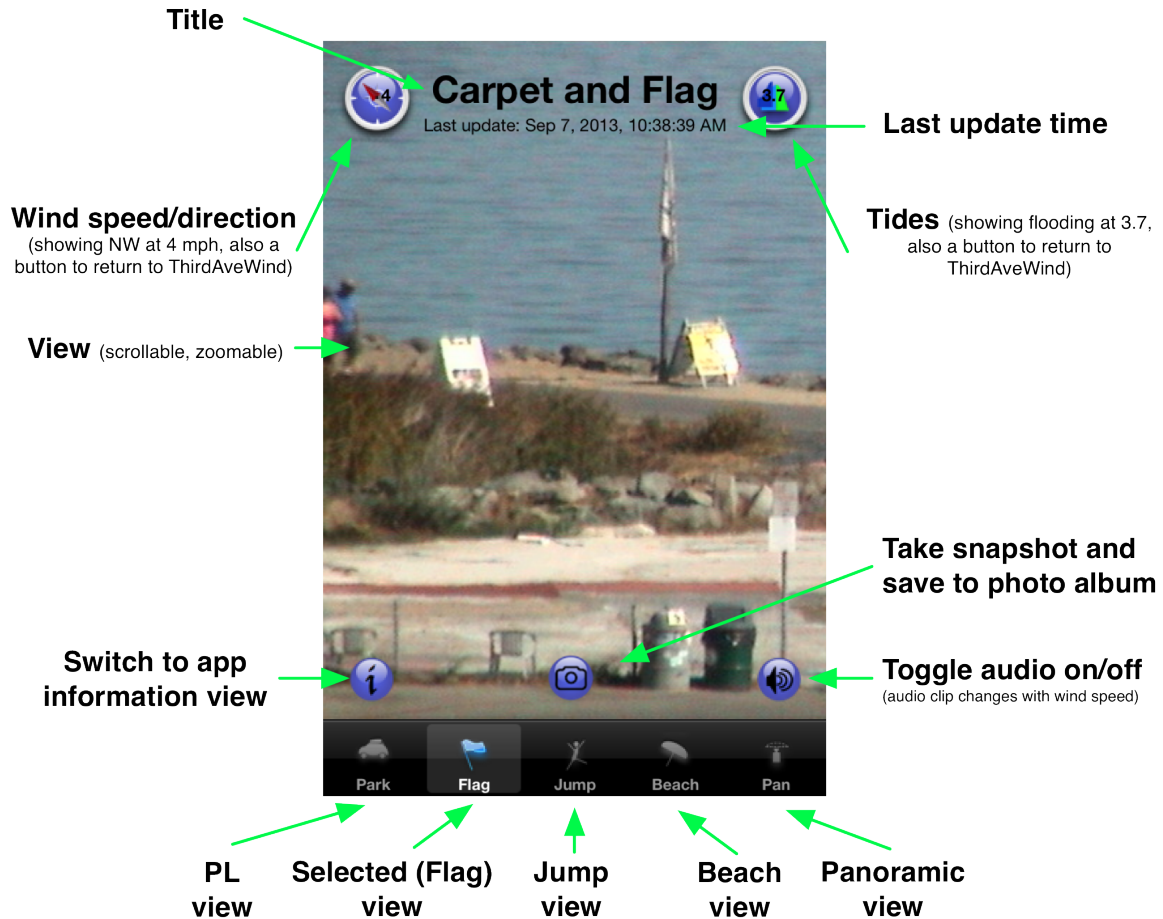 Title
4
Carpet and Flag
3.7
Last update: Sep 7, 2013, 10:38:39 AM
Last update time
Wind speed/direction
(showing NW at 4 mph, also a
button to return to ThirdAveWind)
Tides (showing flooding at 3.7,
also a button to return to
ThirdAveWind)
View (scrollable, zoomable)
Take snapshot and
save to photo album
Switch to app
information view
i
Toggle audio on/off
(audio clip changes with wind speed)
Park
Flag
Jump
Beach
Pan
PL
view
Selected (Flag)
view
Jump
view
Beach
view
Panoramic
view